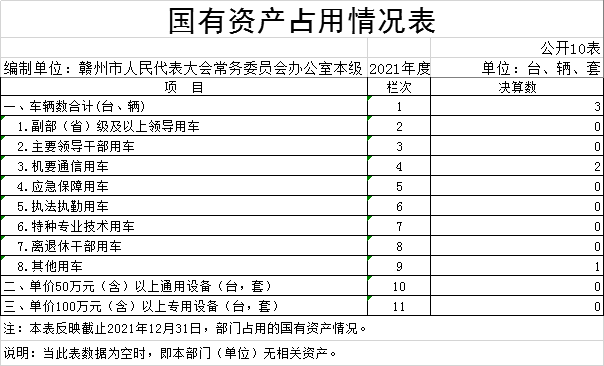 国有资产占用情况表
公开10表
编制单位：赣州市人民代表大会常务委员会办公室本级 2021年度 单位：台、辆、套
项 目 栏次 决算数
一、车辆数合计(台、辆) 1 3
1.副部（省）级及以上领导用车 2 0
2.主要领导干部用车 3 0
3.机要通信用车 4 2
4.应急保障用车 5 0
5.执法执勤用车 6 0
6.特种专业技术用车 7 0
7.离退休干部用车 8 0
8.其他用车 9 1
二、单价50万元（含）以上通用设备（台，套） 10 0
三、单价100万元（含）以上专用设备（台，套） 11 0
注：本表反映截止2021年12月31日，部门占用的国有资产情况。
说明：当此表数据为空时，即本部门（单位）无相关资产。